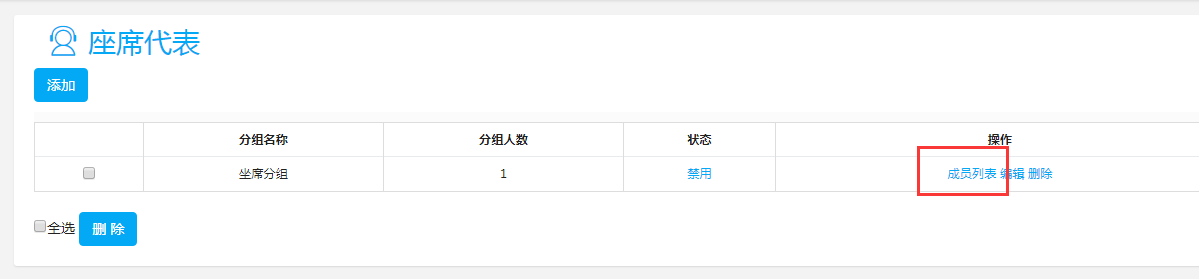 座席代表
添加
分组名称 分组人数 状态 操作
坐席分组 1 禁用 成员列表 编辑 删除
全选 删 除